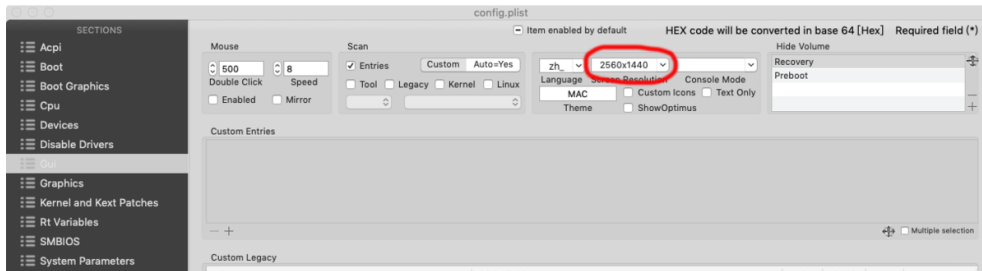 config.plist
SECTIONS
Acpi
Boot
Boot Graphics
Cpu
Devices
Disable Drivers
Gui
Graphics
Kernel and Kext Patches
Rt Variables
SMBIOS
System Parameters
Item enabled by default HEX code will be converted in base 64 [Hex] Required field (*)
Mouse
500 8
Double Click Speed
Enabled Mirror
Scan
Entries Custom Auto=Yes
Tool Legacy Kernel Linux
zh_ 2560x1440
Language Screen Resolution Console Mode
MAC Custom Icons Text Only
Theme ShowOptimus
Hide Volume
Recovery
Preboot
Custom Entries
Multiple selection
Custom Legacy